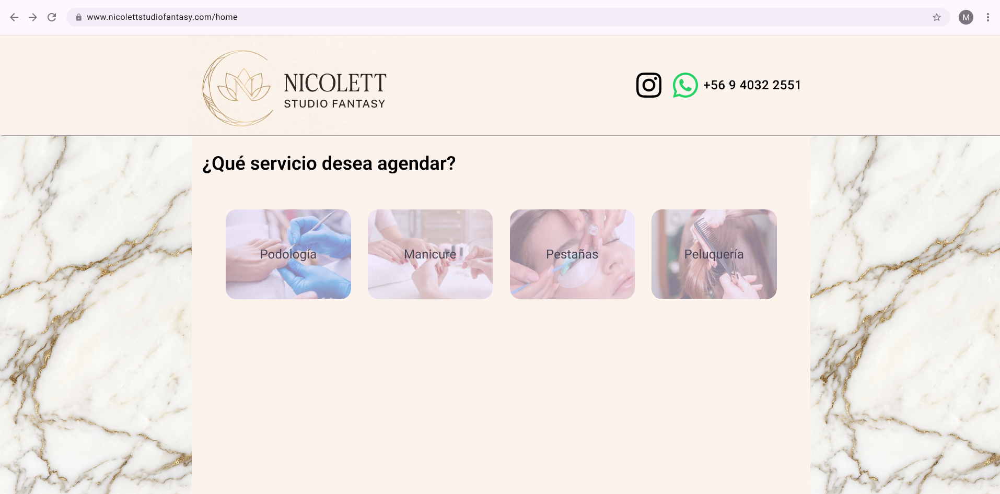 www.nicolettstudiofantasy.com/home
M
NICOLETT
STUDIO FANTASY
+56 9 4032 2551
¿Qué servicio desea agendar?
Podología
Manicure
Pestañas
Peluquería